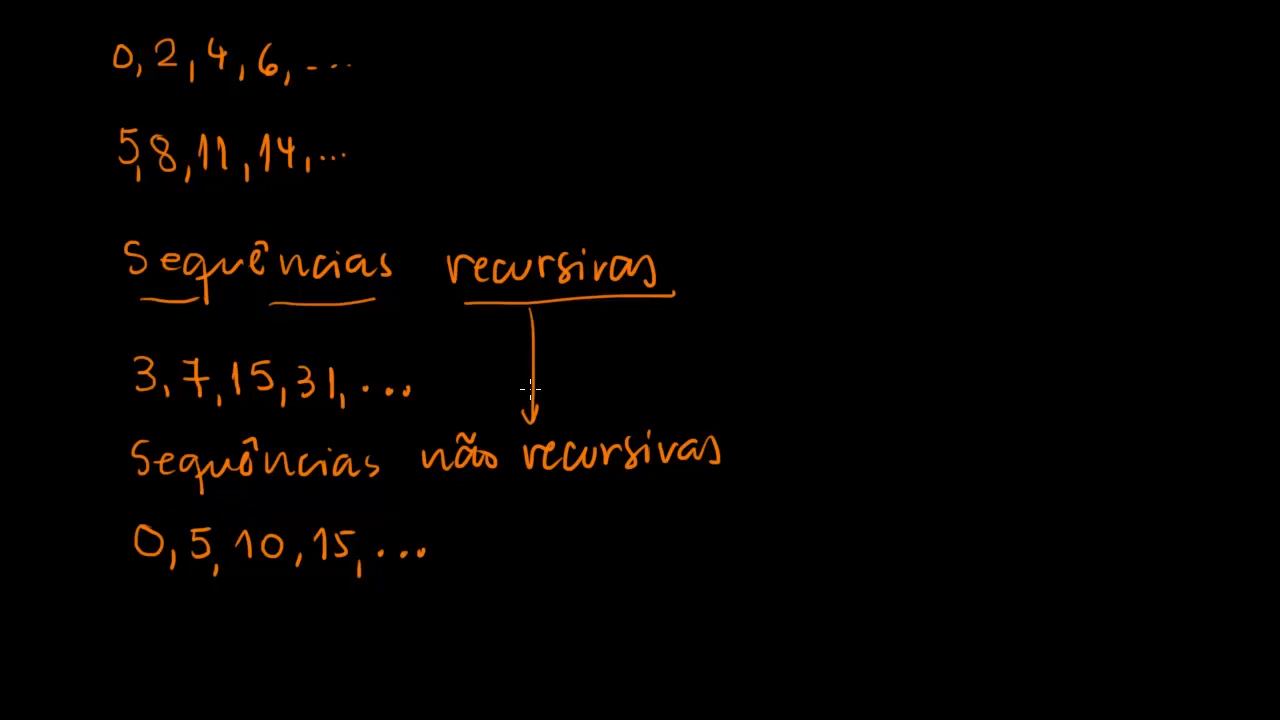 0, 2, 4, 6, ...
5, 8, 11, 14, ...
Sequências recursivas
3, 7, 15, 31, ...
Sequências não recursivas
0, 5, 10, 15, ...